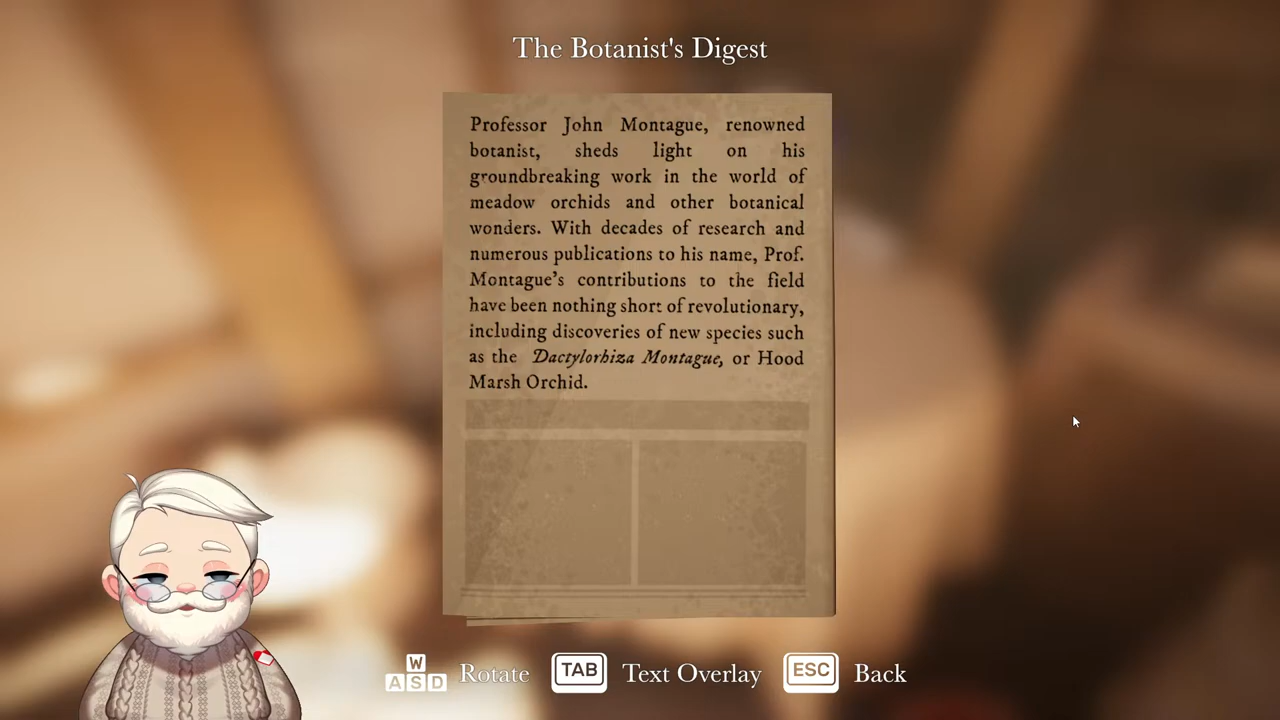 The Botanist's Digest
Professor John Montague, renowned
botanist, sheds light on his
groundbreaking work in the world of
meadow orchids and other botanical
wonders. With decades of research and
numerous publications to his name, Prof.
Montague's contributions to the field
have been nothing short of revolutionary,
including discoveries of new species such
as the Dactylorhiza Montague, or Hood
Marsh Orchid.
W
A S D Rotate TAB Text Overlay ESC Back